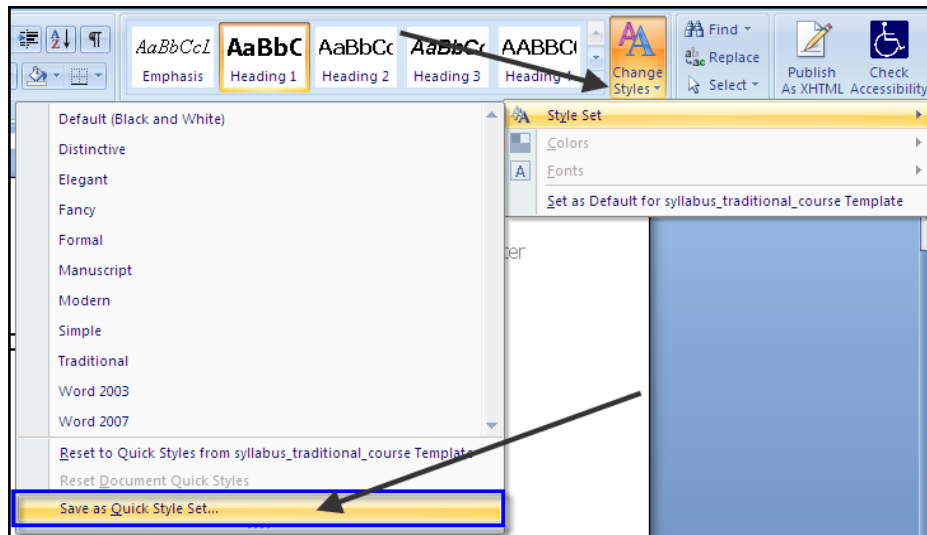 AaBbCcI AaBbC AaBbCc AaBbCc AABBC
Emphasis Heading 1 Heading 2 Heading 3 Heading 4
Change
Styles
Find
Replace
Select
Publish
As XHTML
Check
Accessibility
Style Set
Colors
Fonts
Set as Default for syllabus_traditional_course Template
Default (Black and White)
Distinctive
Elegant
Fancy
Formal
Manuscript
Modern
Simple
Traditional
Word 2003
Word 2007
Reset to Quick Styles from syllabus_traditional_course Template
Reset Document Quick Styles
Save as Quick Style Set...